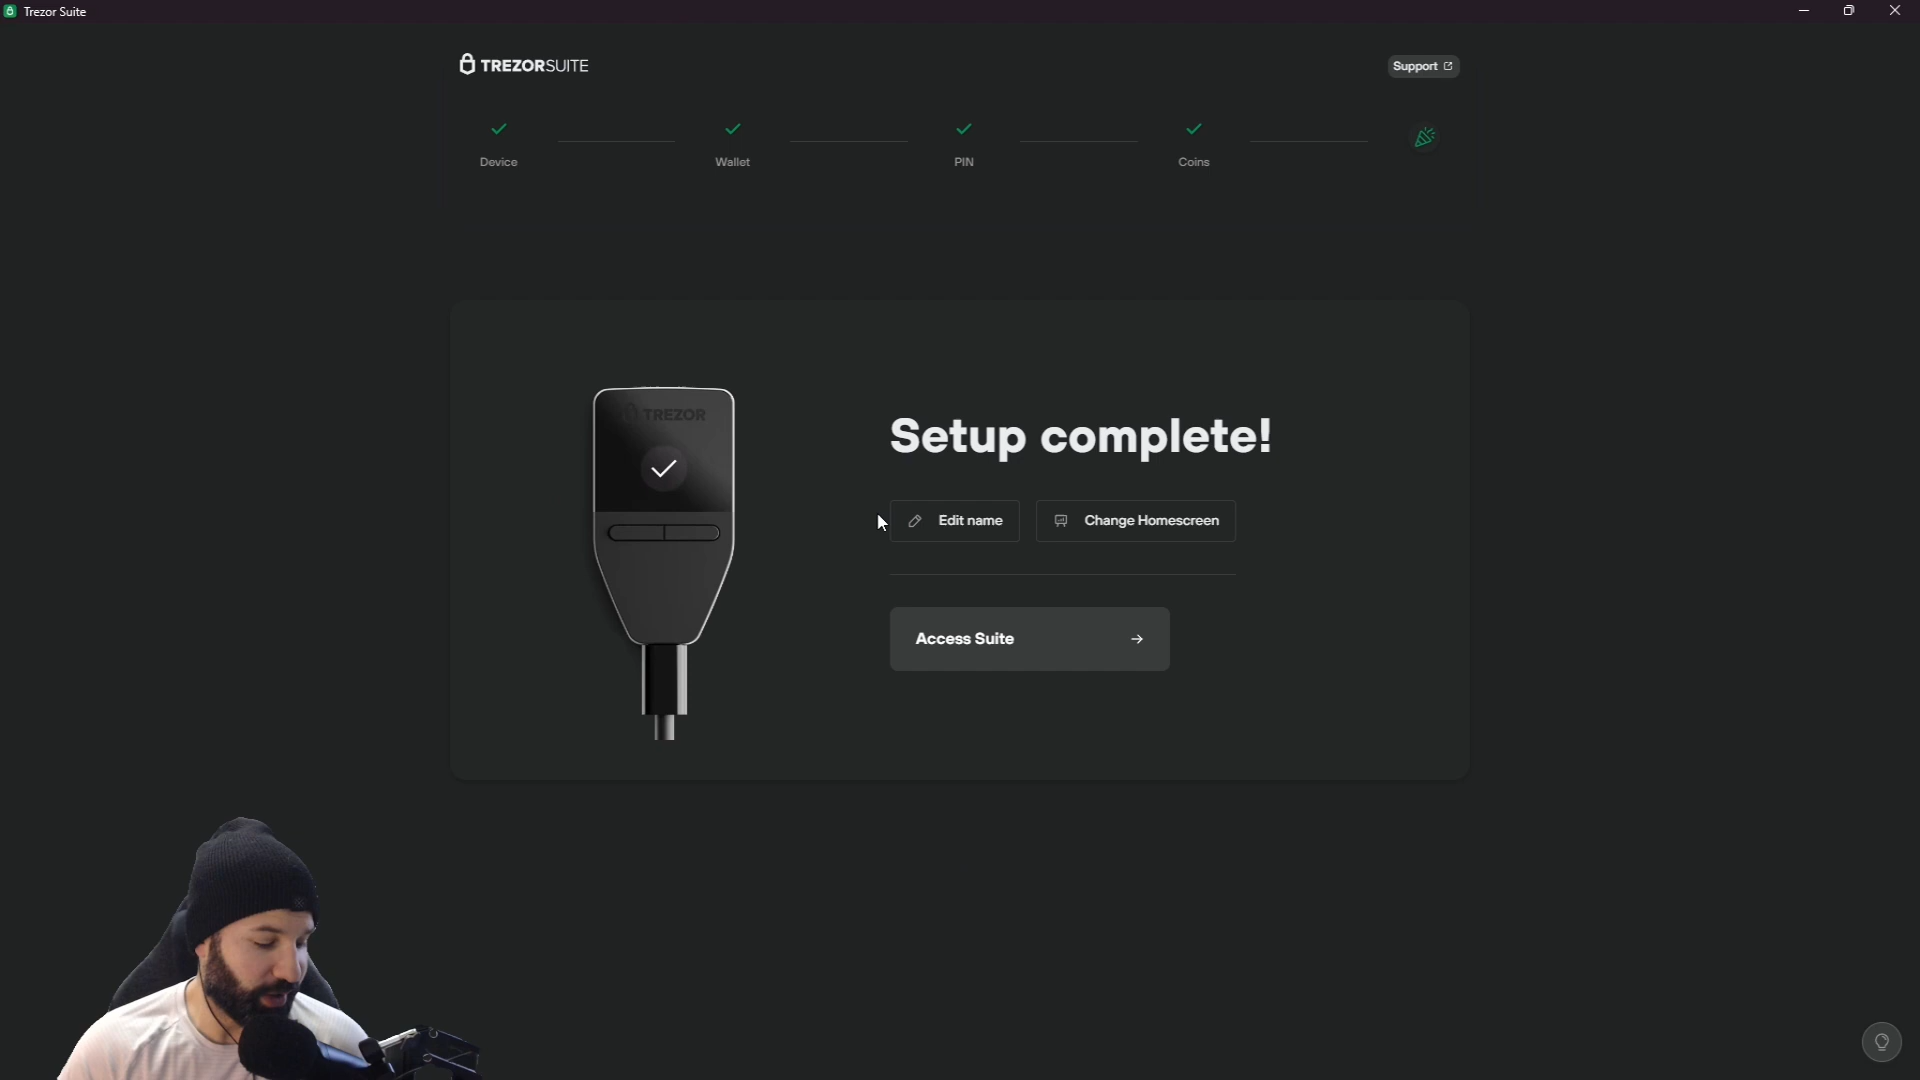 Trezor Suite
TREZORSUITE
Support
Device
Wallet
PIN
Coins
TREZOR
Setup complete!
Edit name
Change Homescreen
Access Suite